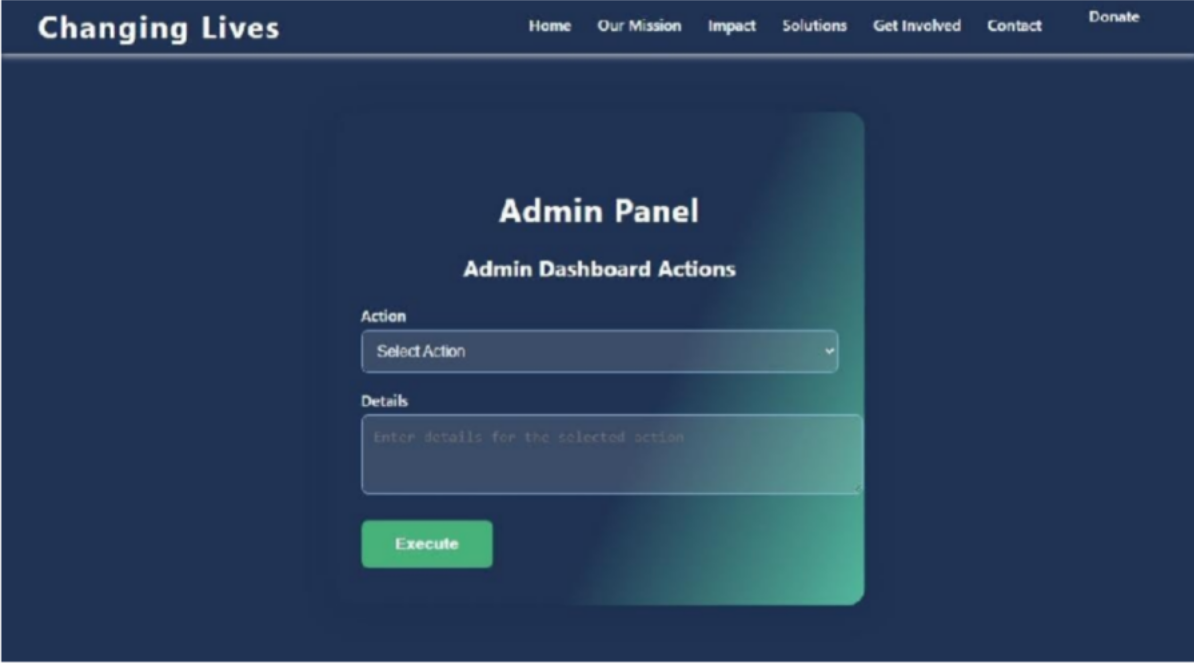 Changing Lives
Home Our Mission Impact Solutions Get Involved Contact Donate
Admin Panel
Admin Dashboard Actions
Action
Select Action
Details
Enter details for the selected action
Execute